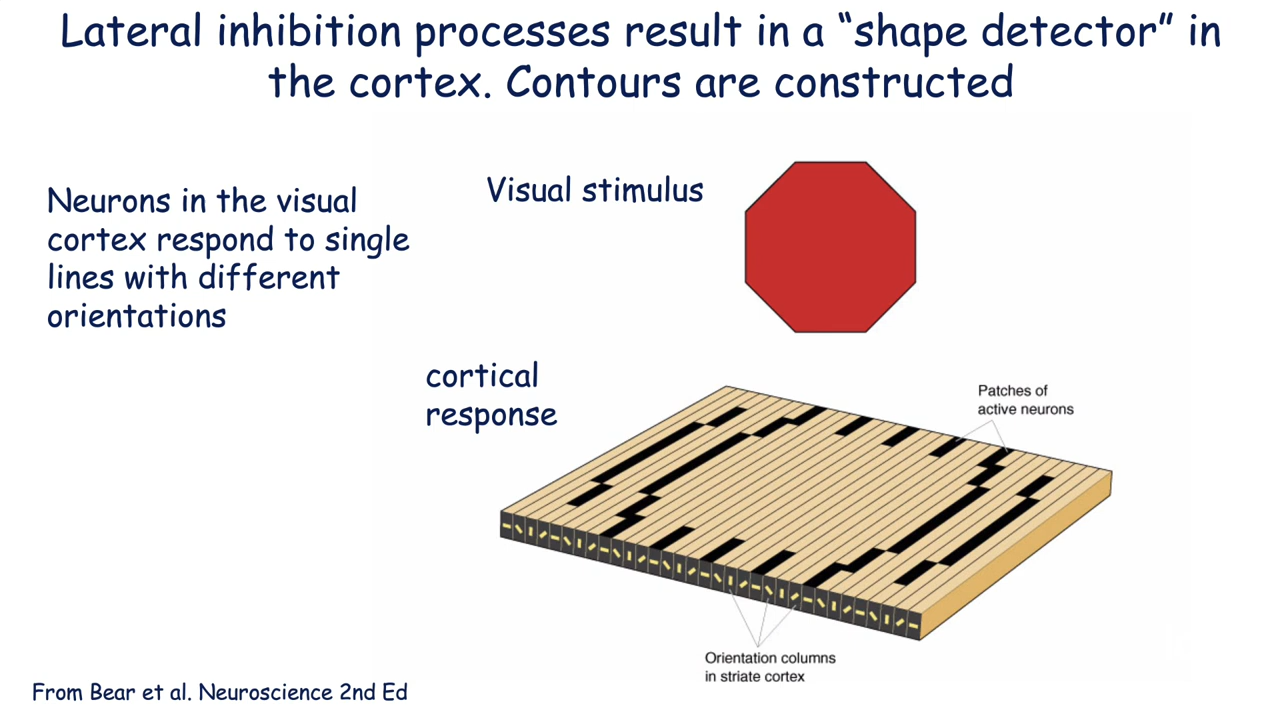 Lateral inhibition processes result in a “shape detector” in
the cortex. Contours are constructed
Neurons in the visual
cortex respond to single
lines with different
orientations
Visual stimulus
cortical
response
Patches of
active neurons
Orientation columns
in striate cortex
From Bear et al. Neuroscience 2nd Ed